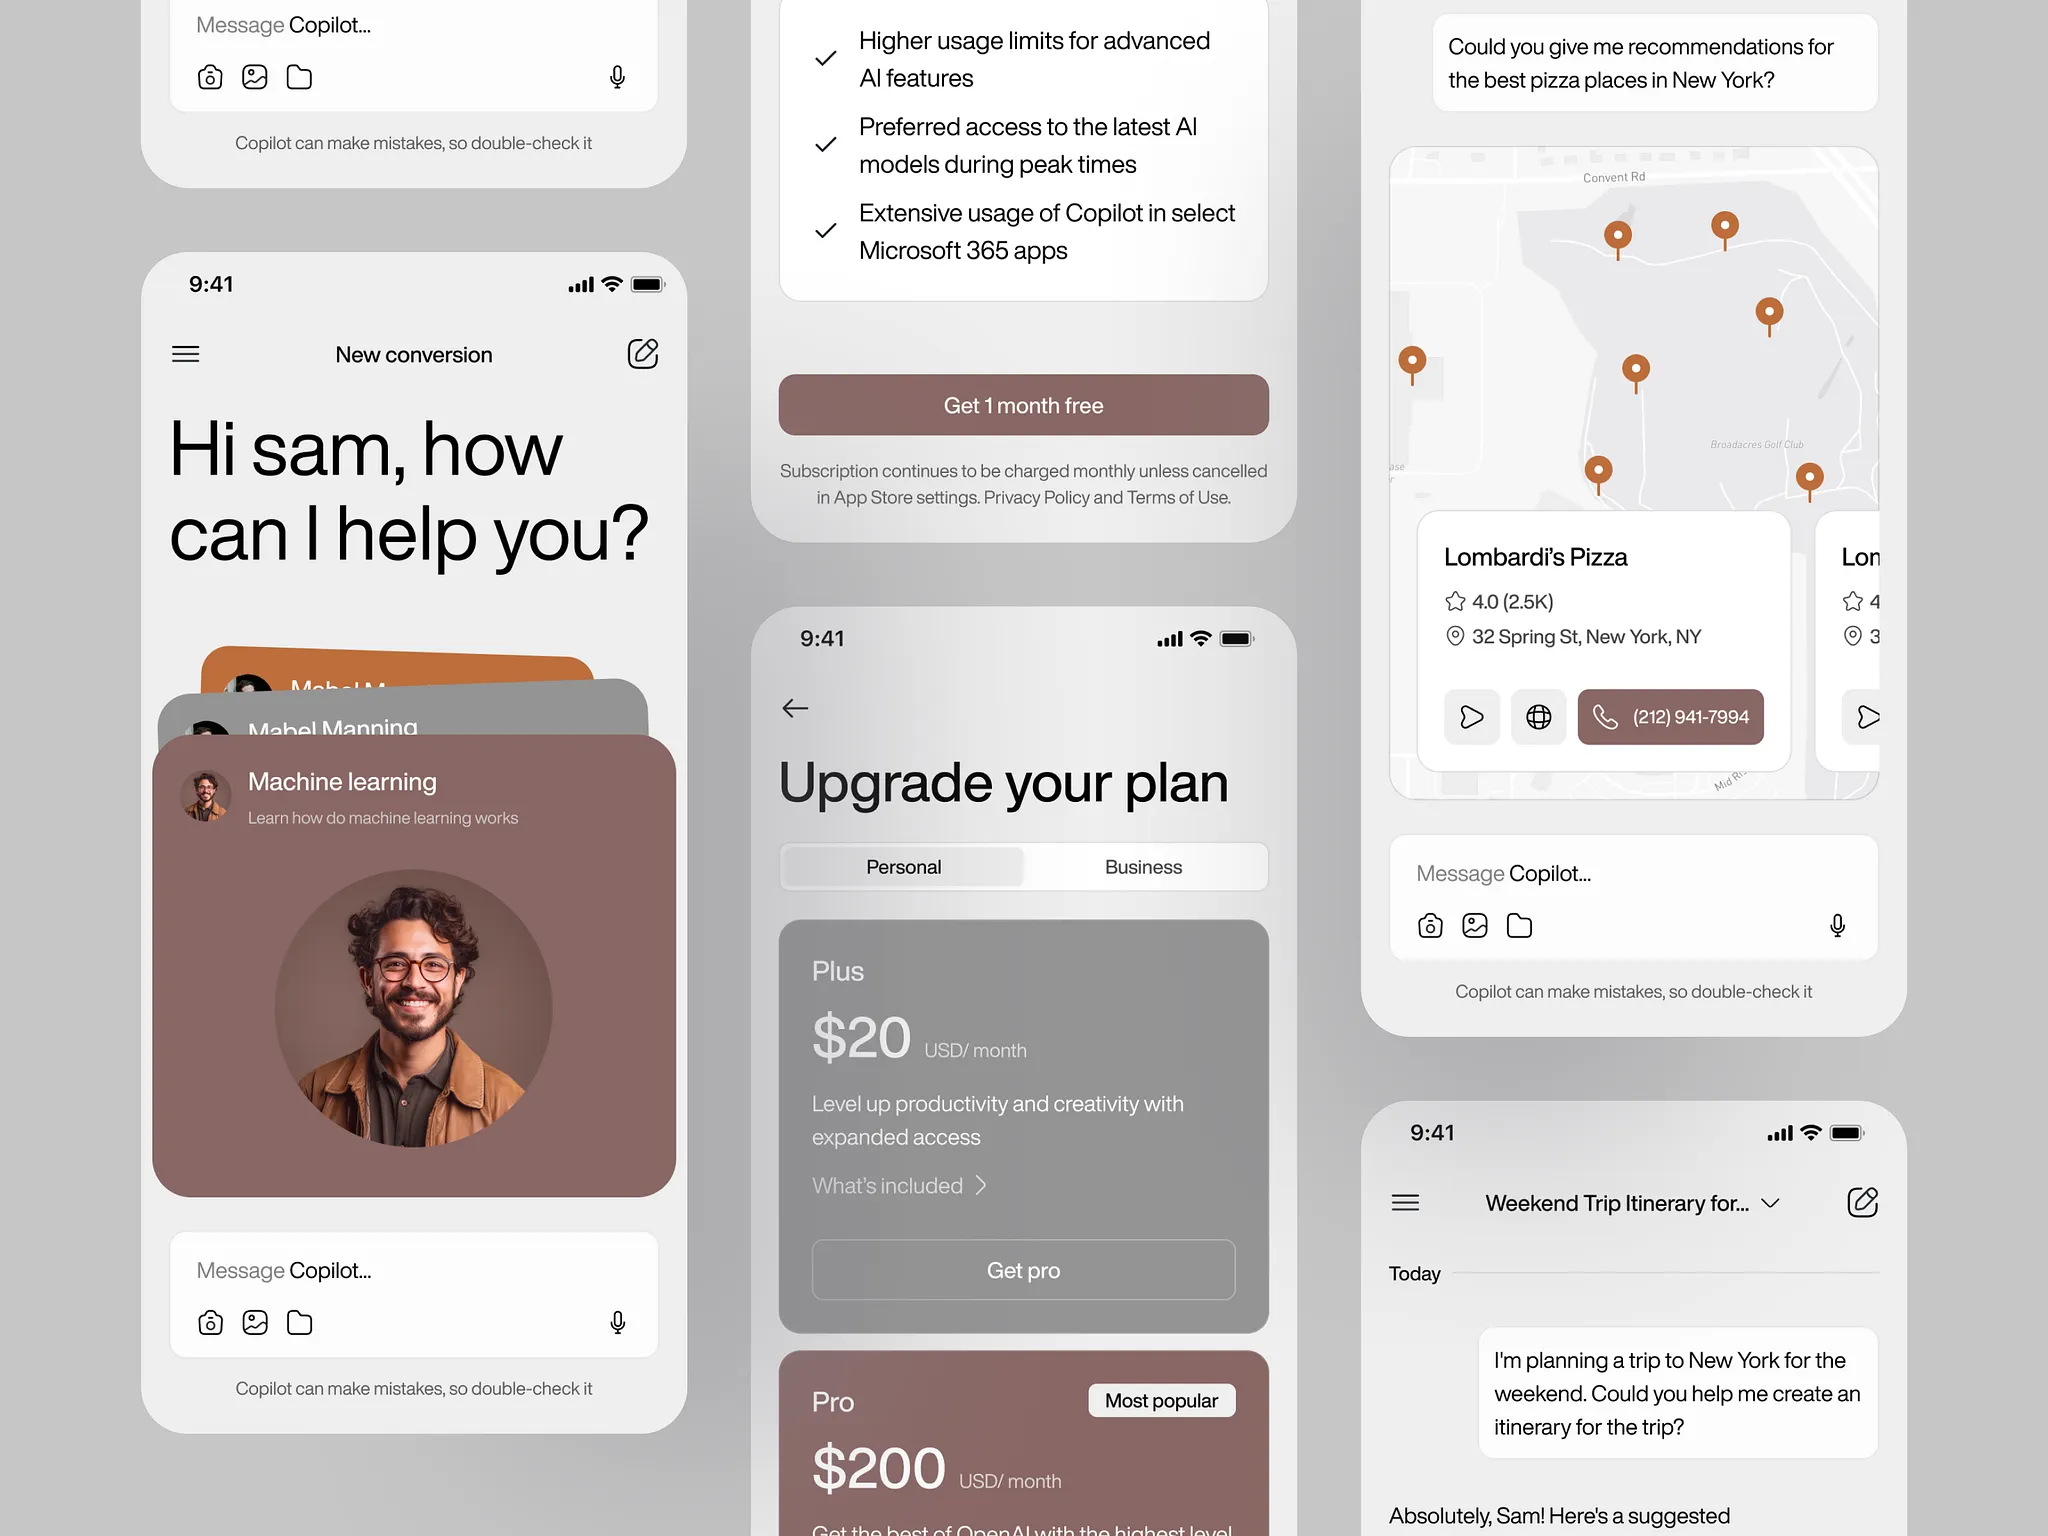 Message Copilot...
Copilot can make mistakes, so double-check it
9:41
New conversion
Hi sam, how
can I help you?
Mabel M
Mabel Manning
Machine learning
Learn how do machine learning works
Message Copilot...
Copilot can make mistakes, so double-check it
Higher usage limits for advanced
AI features
Preferred access to the latest AI
models during peak times
Extensive usage of Copilot in select
Microsoft 365 apps
Get 1 month free
Subscription continues to be charged monthly unless cancelled
in App Store settings. Privacy Policy and Terms of Use.
9:41
Upgrade your plan
Personal
Business
Plus
$20 USD/ month
Level up productivity and creativity with
expanded access
What's included
Get pro
Pro
Most popular
$200 USD/ month
Get the best of OpenAI with the highest level
Could you give me recommendations for
the best pizza places in New York?
Convent Rd
Broadacres Golf Club
ase
r
Lombardi's Pizza
4.0 (2.5K)
32 Spring St, New York, NY
(212) 941-7994
Lon
4
3
Mid Ri
Message Copilot...
Copilot can make mistakes, so double-check it
9:41
Weekend Trip Itinerary for...
Today
I'm planning a trip to New York for the
weekend. Could you help me create an
itinerary for the trip?
Absolutely, Sam! Here's a suggested